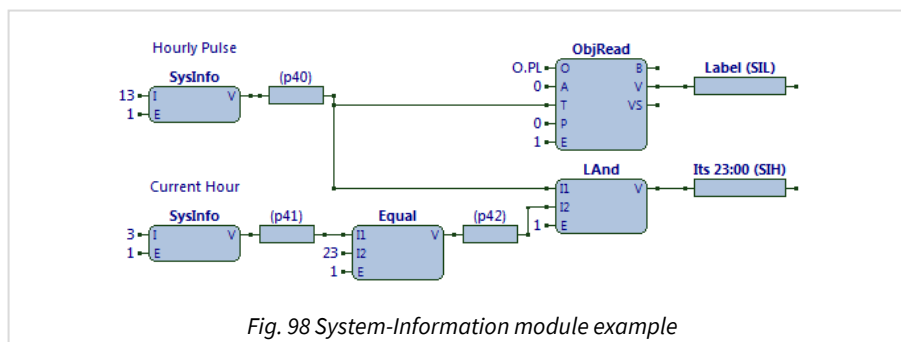 Hourly Pulse
SysInfo
(p40)
13 I V
1 E
ObjRead
O.PL O B
0 A V
T VS
0 P
1 E
Label (SIL)
Current Hour
SysInfo
(p41)
3 I V
1 E
Equal
I1 V
23 I2
1 E
(p42)
LAnd
I1 V
I2
1 E
Its 23:00 (SIH)
Fig. 98 System-Information module example